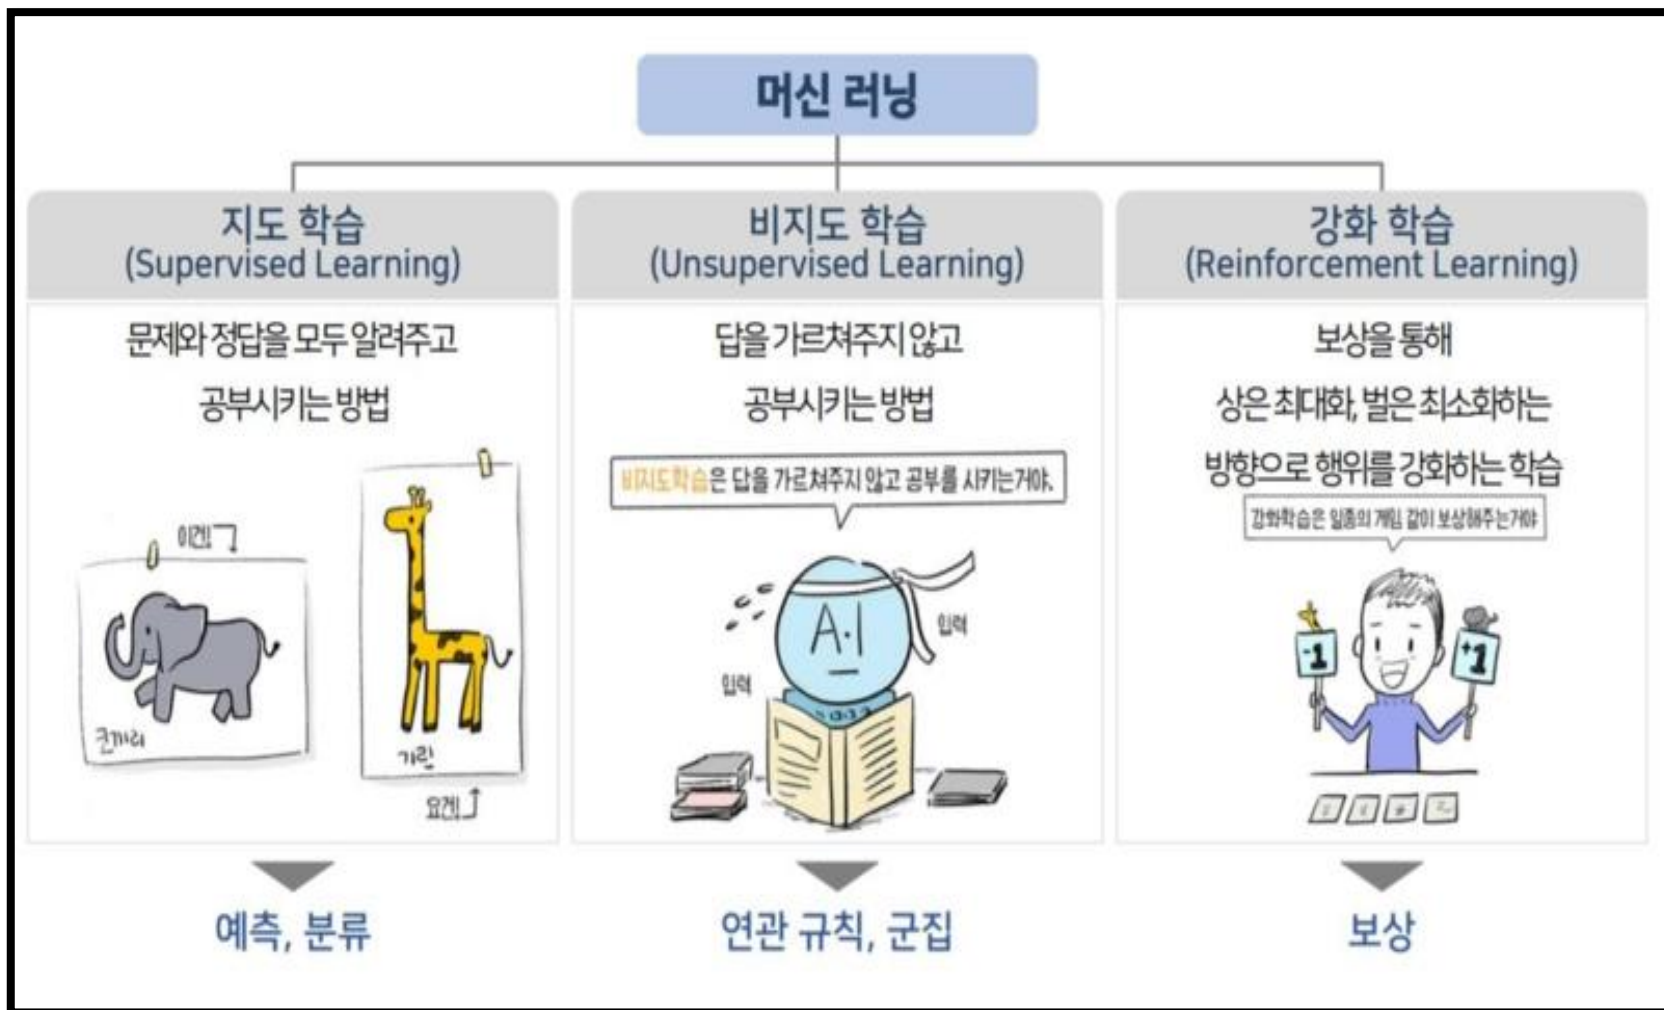 머신 러닝
지도 학습
(Supervised Learning)
문제와 정답을 모두 알려주고
공부시키는 방법
이건!
코끼리
기린
요건!
예측, 분류
비지도 학습
(Unsupervised Learning)
답을 가르쳐주지 않고
공부시키는 방법
비지도학습은 답을 가르쳐주지 않고 공부를 시키는거야.
A.I
입력
입력
연관 규칙, 군집
강화 학습
(Reinforcement Learning)
보상을 통해
상은 최대화, 벌은 최소화하는
방향으로 행위를 강화하는 학습
강화학습은 일종의 게임 같이 보상해주는거야
-1
+1
보상